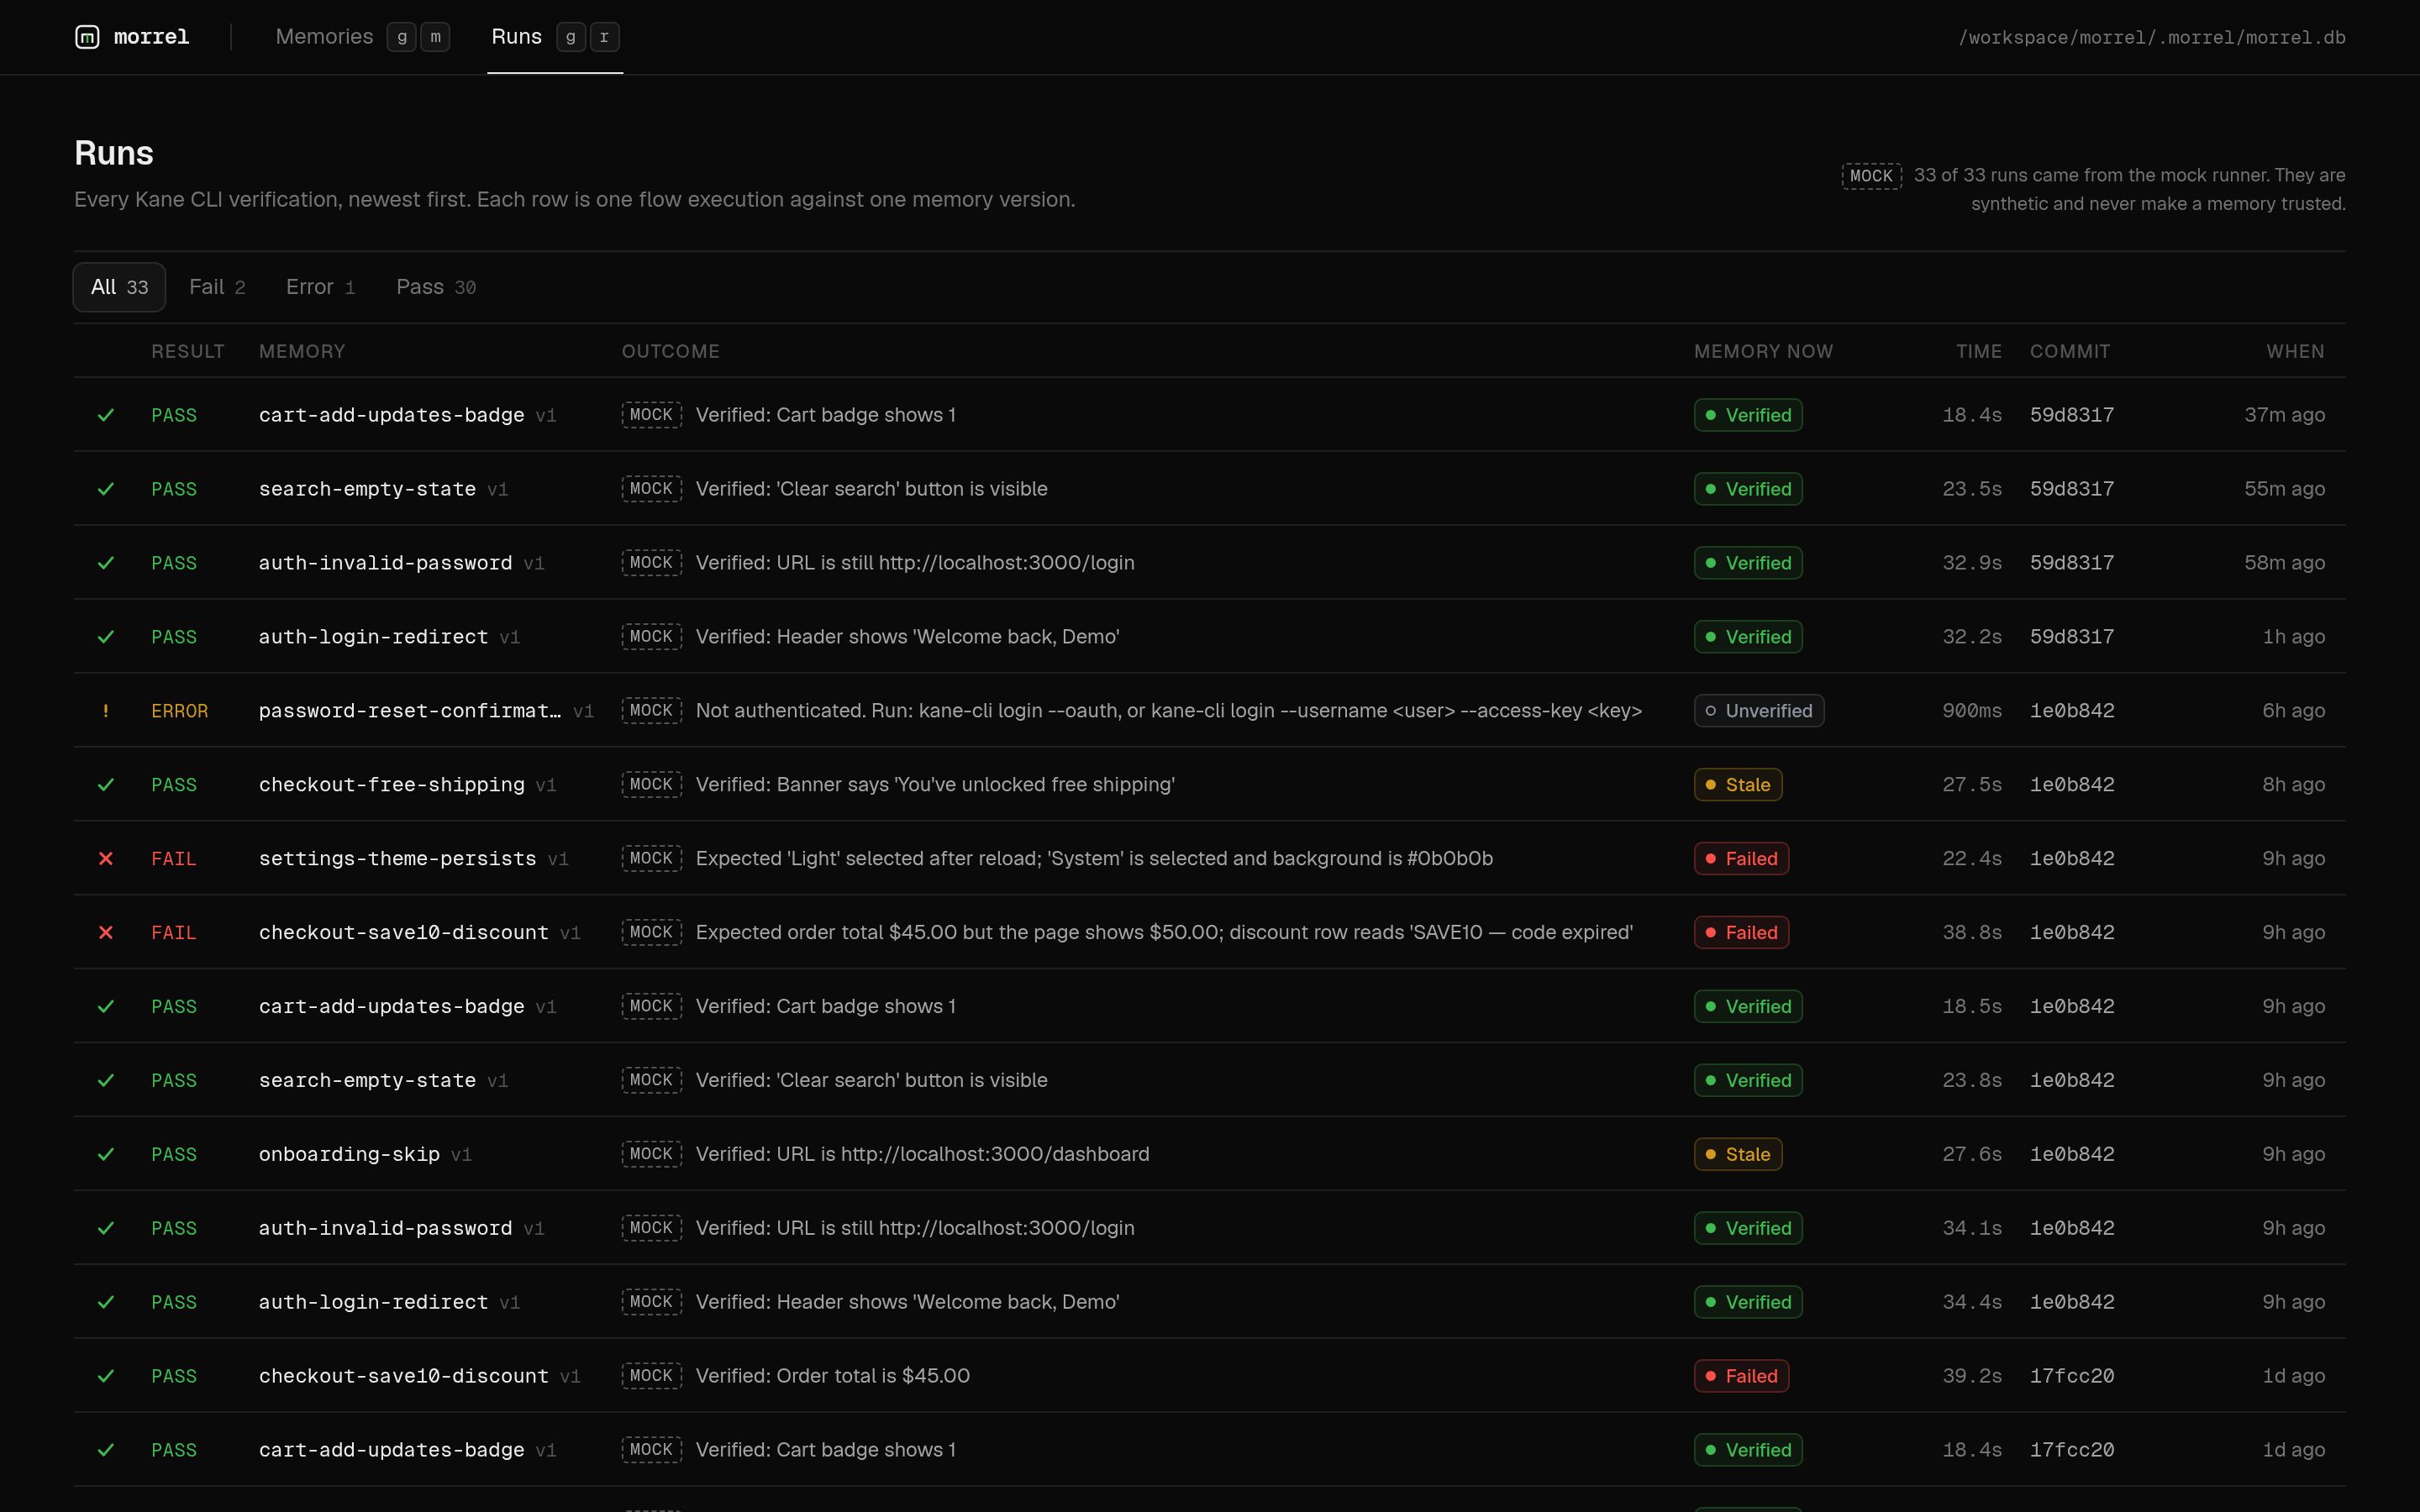 morrel Memories g m Runs g r /workspace/morrel/.morrel/morrel.db
Runs
Every Kane CLI verification, newest first. Each row is one flow execution against one memory version.
MOCK 33 of 33 runs came from the mock runner. They are
synthetic and never make a memory trusted.
All 33 Fail 2 Error 1 Pass 30
RESULT MEMORY OUTCOME MEMORY NOW TIME COMMIT WHEN
PASS cart-add-updates-badge v1 MOCK Verified: Cart badge shows 1 Verified 18.4s 59d8317 37m ago
PASS search-empty-state v1 MOCK Verified: 'Clear search' button is visible Verified 23.5s 59d8317 55m ago
PASS auth-invalid-password v1 MOCK Verified: URL is still http://localhost:3000/login Verified 32.9s 59d8317 58m ago
PASS auth-login-redirect v1 MOCK Verified: Header shows 'Welcome back, Demo' Verified 32.2s 59d8317 1h ago
! ERROR password-reset-confirmat… v1 MOCK Not authenticated. Run: kane-cli login --oauth, or kane-cli login --username <user> --access-key <key> Unverified 900ms 1e0b842 6h ago
PASS checkout-free-shipping v1 MOCK Verified: Banner says 'You've unlocked free shipping' Stale 27.5s 1e0b842 8h ago
FAIL settings-theme-persists v1 MOCK Expected 'Light' selected after reload; 'System' is selected and background is #0b0b0b Failed 22.4s 1e0b842 9h ago
FAIL checkout-save10-discount v1 MOCK Expected order total $45.00 but the page shows $50.00; discount row reads 'SAVE10 — code expired' Failed 38.8s 1e0b842 9h ago
PASS cart-add-updates-badge v1 MOCK Verified: Cart badge shows 1 Verified 18.5s 1e0b842 9h ago
PASS search-empty-state v1 MOCK Verified: 'Clear search' button is visible Verified 23.8s 1e0b842 9h ago
PASS onboarding-skip v1 MOCK Verified: URL is http://localhost:3000/dashboard Stale 27.6s 1e0b842 9h ago
PASS auth-invalid-password v1 MOCK Verified: URL is still http://localhost:3000/login Verified 34.1s 1e0b842 9h ago
PASS auth-login-redirect v1 MOCK Verified: Header shows 'Welcome back, Demo' Verified 34.4s 1e0b842 9h ago
PASS checkout-save10-discount v1 MOCK Verified: Order total is $45.00 Failed 39.2s 17fcc20 1d ago
PASS cart-add-updates-badge v1 MOCK Verified: Cart badge shows 1 Verified 18.4s 17fcc20 1d ago